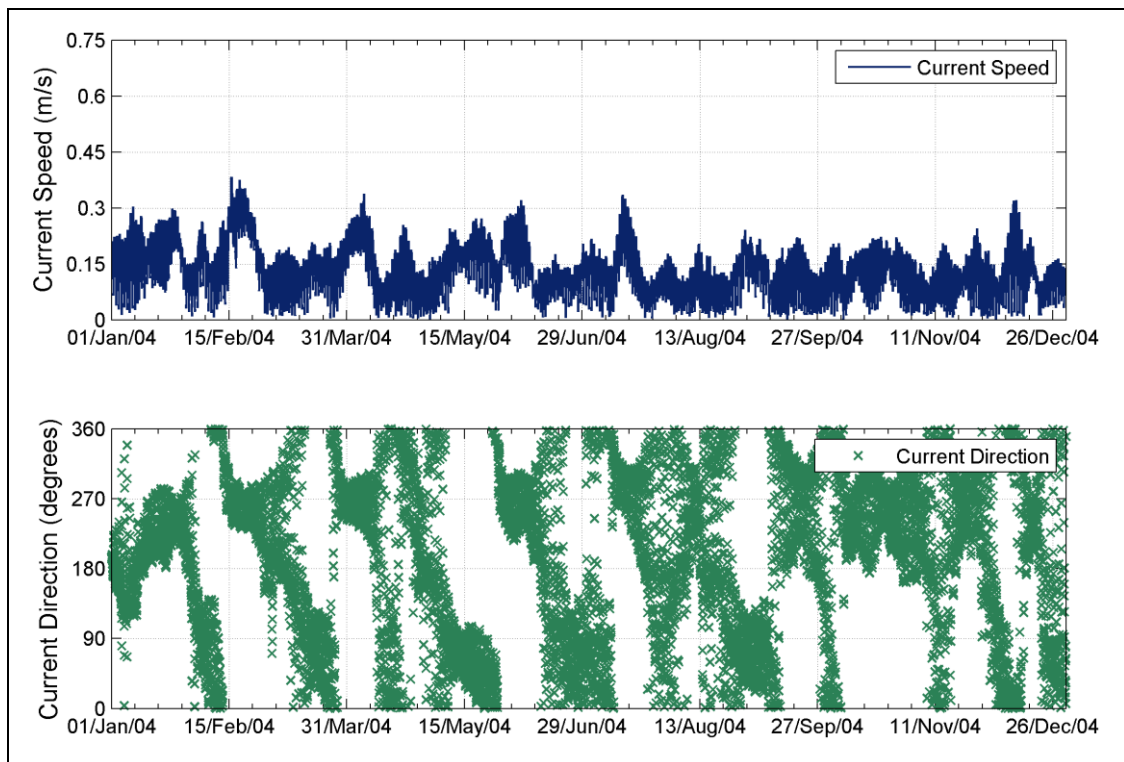 0.75
0.6
0.45
0.3
0.15
0
Current Speed (m/s)
Current Speed
01/Jan/04 15/Feb/04 31/Mar/04 15/May/04 29/Jun/04 13/Aug/04 27/Sep/04 11/Nov/04 26/Dec/04
360
270
180
90
0
Current Direction (degrees)
Current Direction
01/Jan/04 15/Feb/04 31/Mar/04 15/May/04 29/Jun/04 13/Aug/04 27/Sep/04 11/Nov/04 26/Dec/04